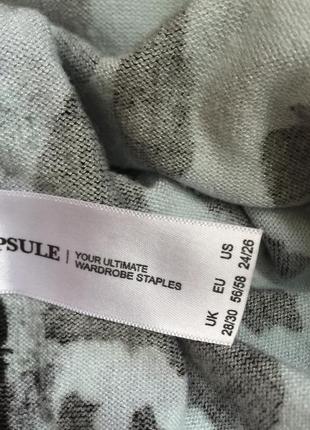 PSULE | YOUR ULTIMATE
WARDROBE STAPLES
UK EU US
28/30 56/58 24/26